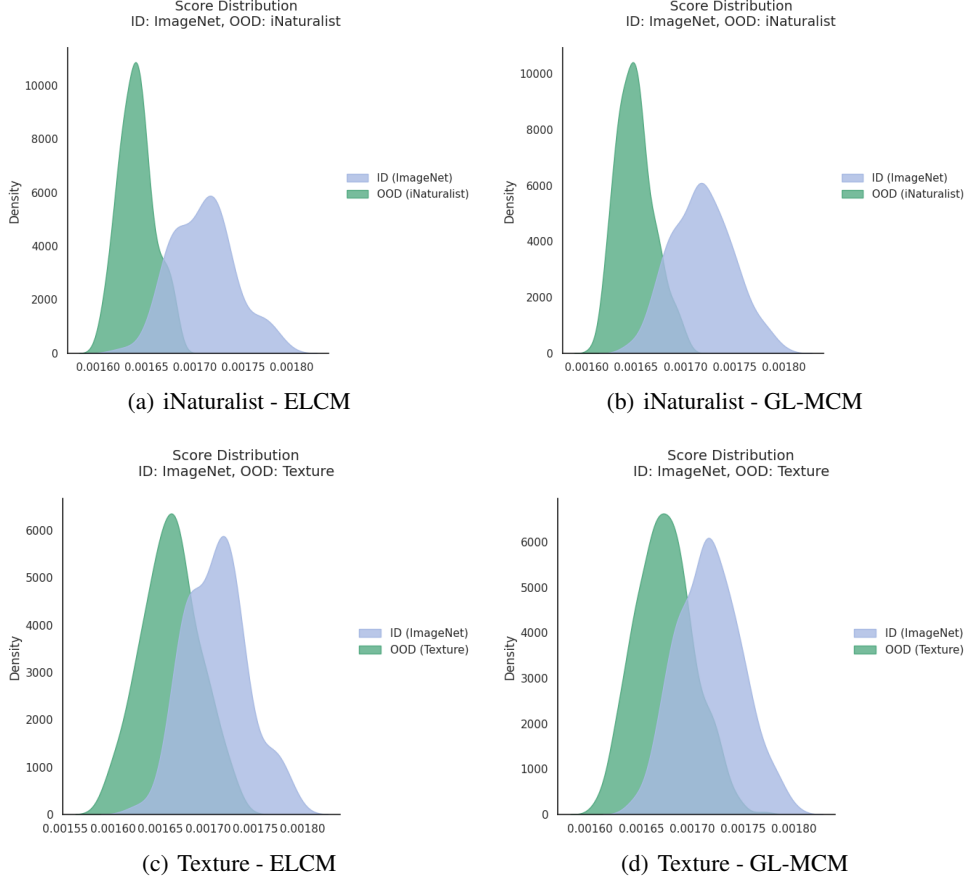 Score Distribution
ID: ImageNet, OOD: iNaturalist
Density
10000
8000
6000
4000
2000
0
0.00160 0.00165 0.00170 0.00175 0.00180
ID (ImageNet)
OOD (iNaturalist)
(a) iNaturalist - ELCM
Score Distribution
ID: ImageNet, OOD: iNaturalist
Density
10000
8000
6000
4000
2000
0
0.00160 0.00165 0.00170 0.00175 0.00180
ID (ImageNet)
OOD (iNaturalist)
(b) iNaturalist - GL-MCM
Score Distribution
ID: ImageNet, OOD: Texture
Density
6000
5000
4000
3000
2000
1000
0
0.00155 0.00160 0.00165 0.00170 0.00175 0.00180
ID (ImageNet)
OOD (Texture)
(c) Texture - ELCM
Score Distribution
ID: ImageNet, OOD: Texture
Density
6000
5000
4000
3000
2000
1000
0
0.00160 0.00165 0.00170 0.00175 0.00180
ID (ImageNet)
OOD (Texture)
(d) Texture - GL-MCM